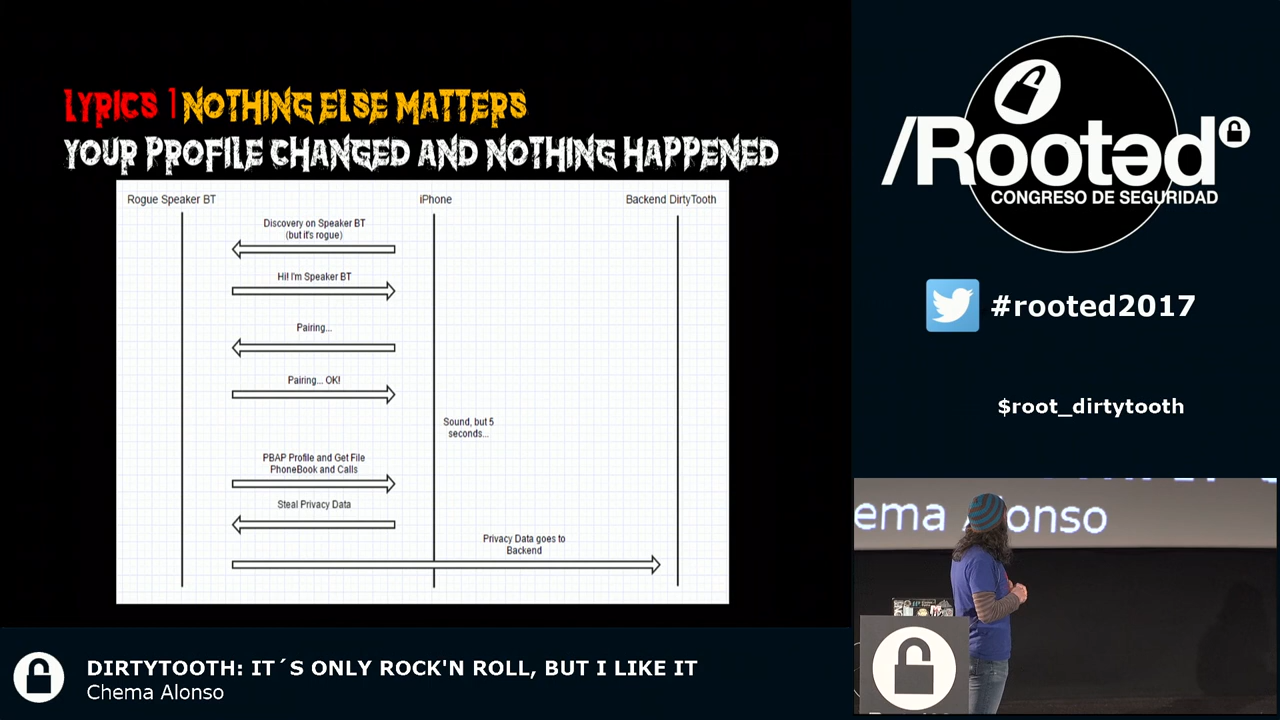 LYRICS 1 NOTHING ELSE MATTERS
YOUR PROFILE CHANGED AND NOTHING HAPPENED
Rogue Speaker BT
iPhone
Backend DirtyTooth
Discovery on Speaker BT
(but it's rogue)
Hi! I'm Speaker BT
Pairing...
Pairing... OK!
Sound, but 5
seconds...
PBAP Profile and Get File
PhoneBook and Calls
Steal Privacy Data
Privacy Data goes to
Backend
/Rooted
CONGRESO DE SEGURIDAD
#rooted2017
$root_dirtytooth
ema Alonso
DIRTYTOOTH: IT´S ONLY ROCK'N ROLL, BUT I LIKE IT
Chema Alonso